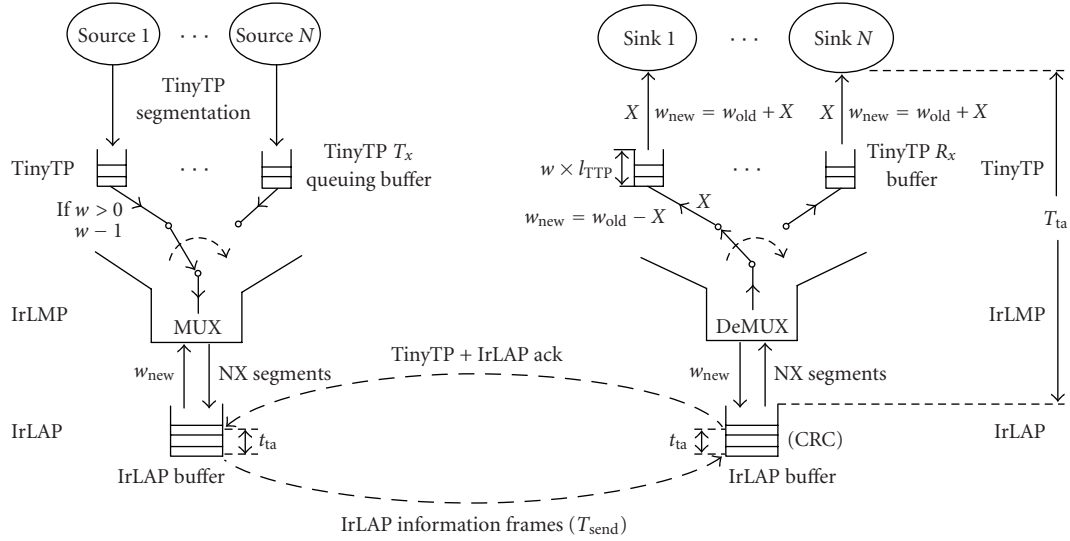 Source 1 · · · Source N
Sink 1 · · · Sink N
TinyTP
segmentation
X w_new = w_old + X
X w_new = w_old + X
TinyTP
· · ·
TinyTP T_x
queuing buffer
w × l_TTP
· · ·
TinyTP R_x
buffer
TinyTP
If w > 0
w − 1
X
w_new = w_old − X
T_ta
IrLMP
MUX
DeMUX
IrLMP
w_new
NX segments
TinyTP + IrLAP ack
w_new
NX segments
IrLAP
t_ta
t_ta
(CRC)
IrLAP
IrLAP buffer
IrLAP buffer
IrLAP information frames (T_send)